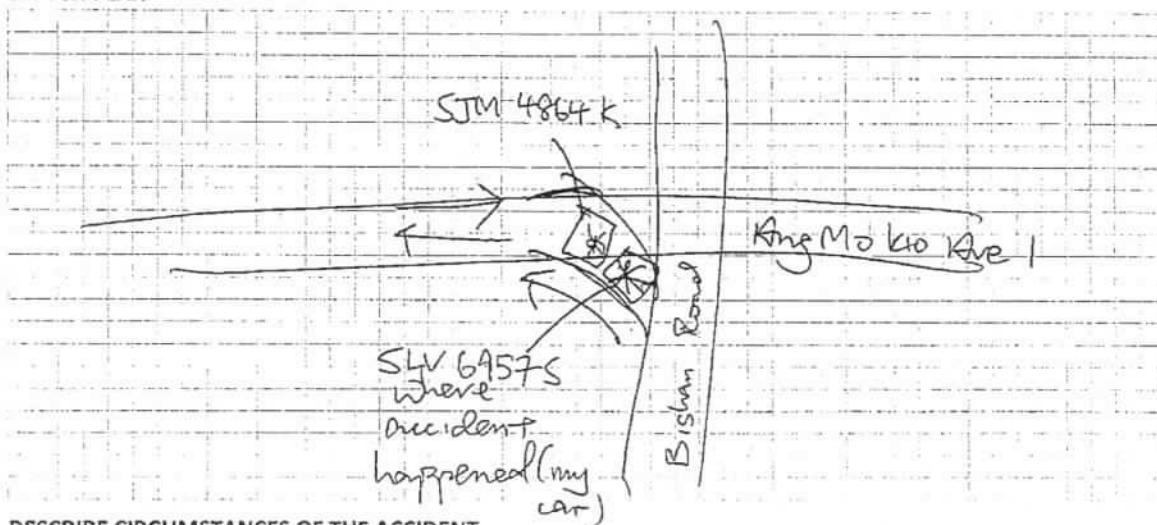 SJM 4864 K
Ang Mo Kio Ave 1
Bishan Road
SLV 6957S
where
accident
happened (my
car)
DESCRIBE CIRCUMSTANCES OF THE ACCIDENT